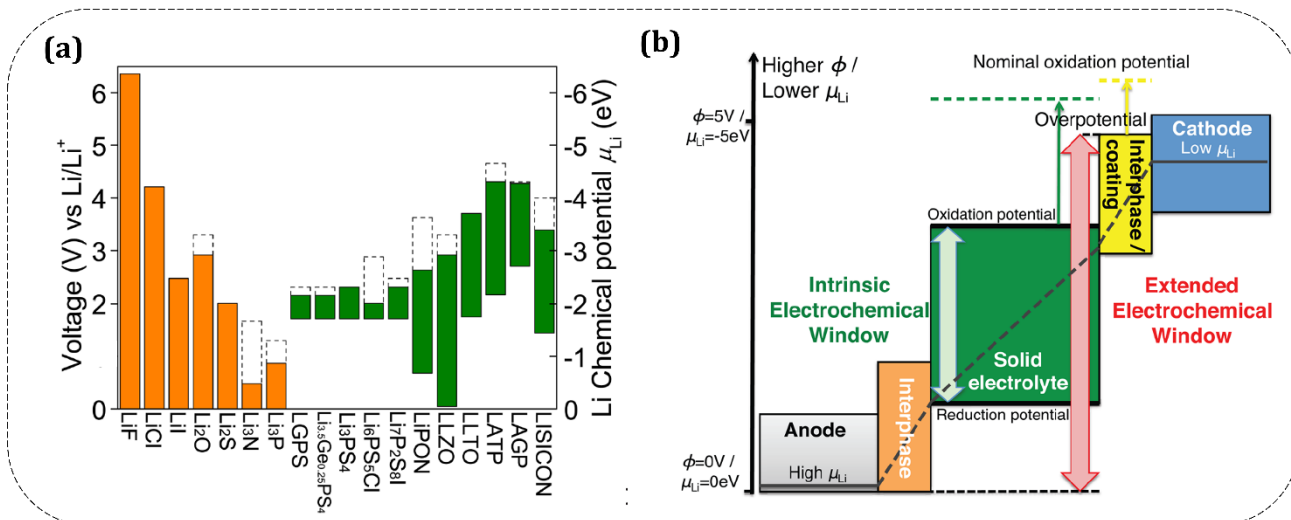 (a)
Voltage (V) vs Li/Li⁺
6
5
4
3
2
1
0
LiF
LiCl
LiI
Li₂O
Li₂S
Li₃N
Li₃P
LGPS
Li₃.₅Ge₀.₂₅PS₄
Li₃PS₄
Li₆PS₅Cl
Li₇P₂S₈I
LiPON
LLZO
LLTO
LATP
LAGP
LISICON
-6
-5
-4
-3
-2
-1
0
Li Chemical potential μLi (eV)
:
(b)
Higher ϕ /
Lower μLi
Nominal oxidation potential
ϕ=5V /
μLi=-5eV
Overpotential
Cathode
Low μLi
Interphase /
coating
Oxidation potential
Intrinsic
Electrochemical
Window
Extended
Electrochemical
Window
Solid
electrolyte
Reduction potential
Interphase
Anode
High μLi
ϕ=0V /
μLi=0eV